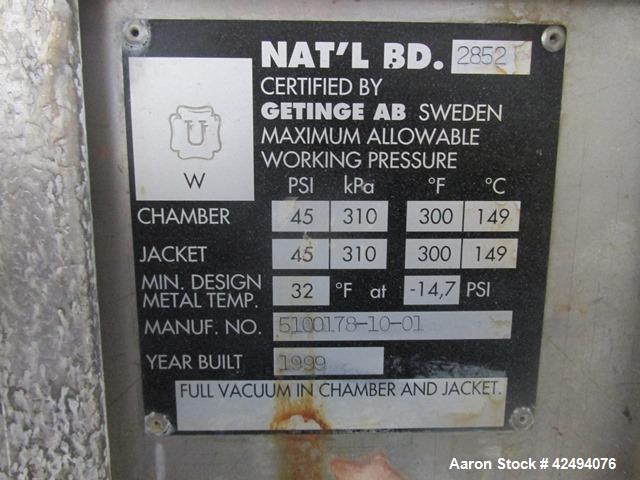 NAT'L BD. 2852
CERTIFIED BY
GETINGE AB SWEDEN
MAXIMUM ALLOWABLE
WORKING PRESSURE
U
W
PSI kPa °F °C
CHAMBER 45 310 300 149
JACKET 45 310 300 149
MIN. DESIGN
METAL TEMP. 32 °F at -14,7 PSI
MANUF. NO. 5100178-10-01
YEAR BUILT 1999
FULL VACUUM IN CHAMBER AND JACKET.
Aaron Stock # 42494076